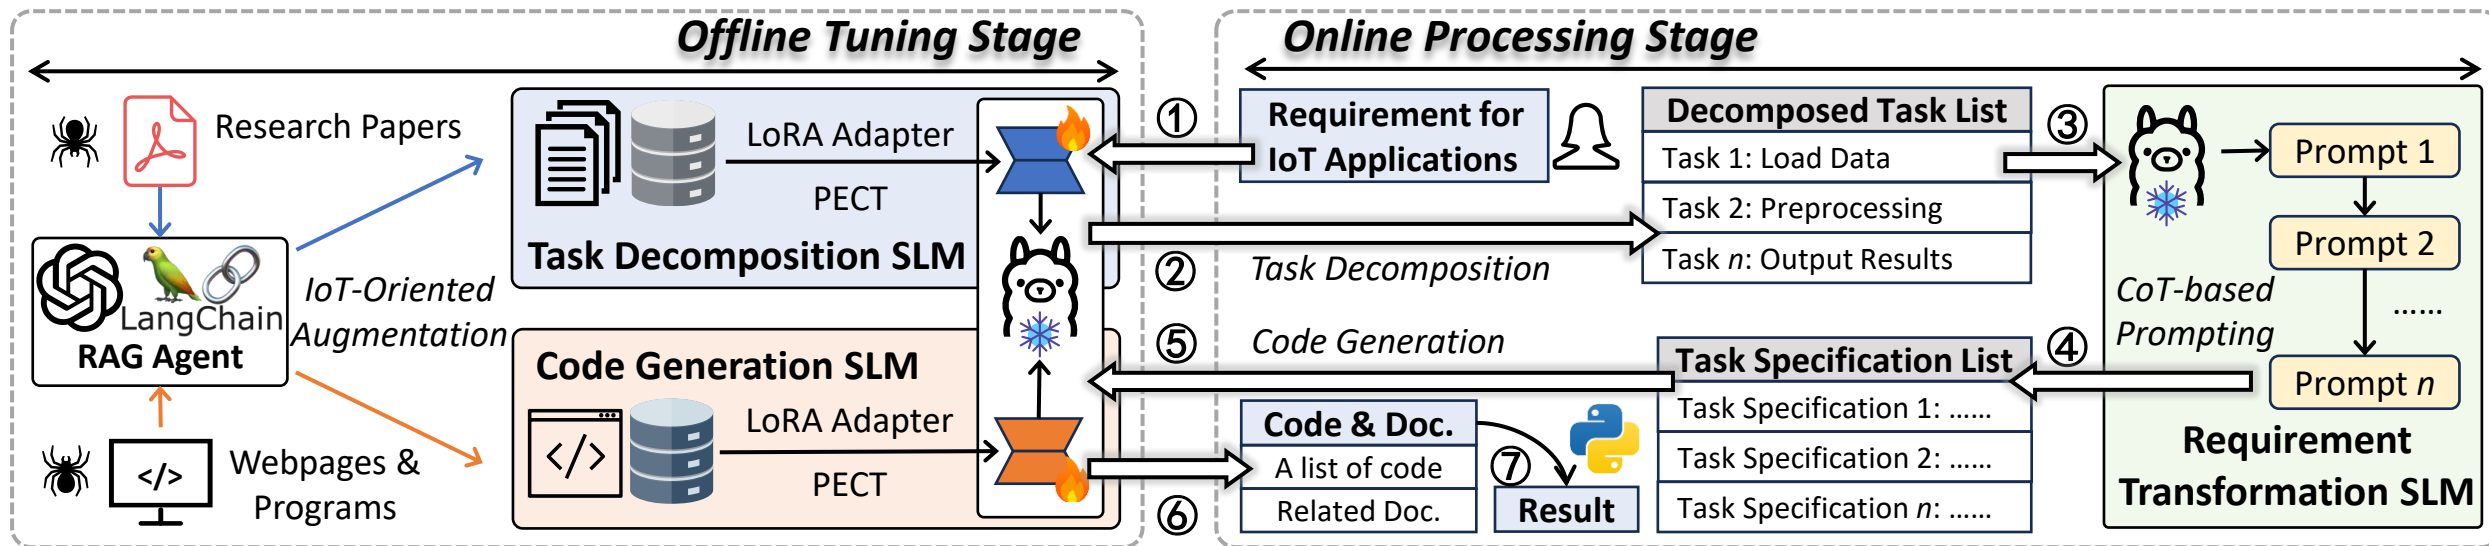 Offline Tuning Stage
Research Papers
LangChain
RAG Agent
Webpages &
Programs
</>
IoT-Oriented
Augmentation
LoRA Adapter
PECT
Task Decomposition SLM
Code Generation SLM
</>
LoRA Adapter
PECT
Online Processing Stage
①
Requirement for
IoT Applications
②
Task Decomposition
Decomposed Task List
Task 1: Load Data
Task 2: Preprocessing
Task n: Output Results
③
Prompt 1
Prompt 2
......
Prompt n
CoT-based
Prompting
Requirement
Transformation SLM
④
Task Specification List
Task Specification 1: ......
Task Specification 2: ......
Task Specification n: ......
⑤
Code Generation
⑥
Code & Doc.
A list of code
Related Doc.
⑦
Result